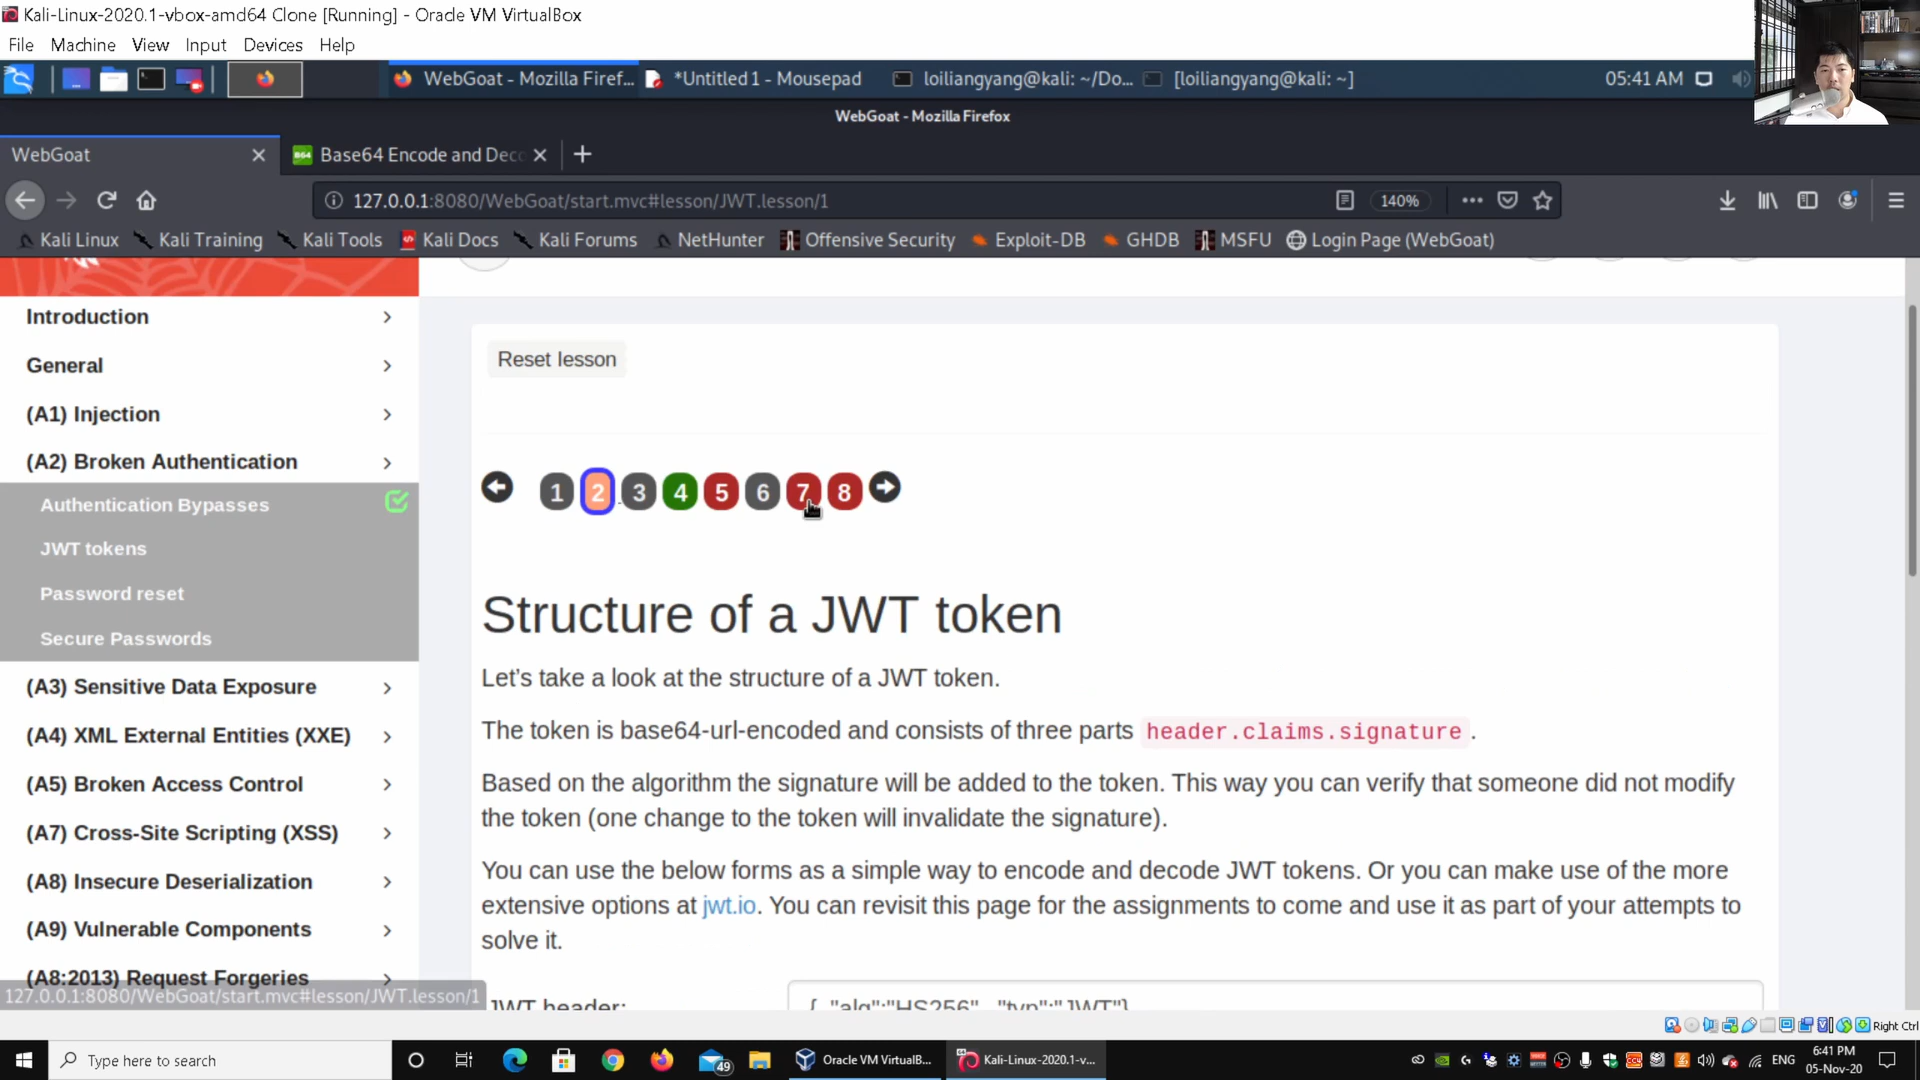 Kali-Linux-2020.1-vbox-amd64 Clone [Running] - Oracle VM VirtualBox
File Machine View Input Devices Help
WebGoat - Mozilla Firef... *Untitled 1 - Mousepad loiliangyang@kali: ~/Do... [loiliangyang@kali: ~] 05:41 AM
WebGoat - Mozilla Firefox
WebGoat B64 Base64 Encode and Deco
127.0.0.1:8080/WebGoat/start.mvc#lesson/JWT.lesson/1 140%
Kali Linux Kali Training Kali Tools Kali Docs Kali Forums NetHunter Offensive Security Exploit-DB GHDB MSFU Login Page (WebGoat)
Introduction
General
(A1) Injection
(A2) Broken Authentication
Authentication Bypasses
JWT tokens
Password reset
Secure Passwords
(A3) Sensitive Data Exposure
(A4) XML External Entities (XXE)
(A5) Broken Access Control
(A7) Cross-Site Scripting (XSS)
(A8) Insecure Deserialization
(A9) Vulnerable Components
(A8:2013) Request Forgeries
127.0.0.1:8080/WebGoat/start.mvc#lesson/JWT.lesson/1
Reset lesson
1 2 3 4 5 6 7 8
Structure of a JWT token
Let's take a look at the structure of a JWT token.
The token is base64-url-encoded and consists of three parts header.claims.signature .
Based on the algorithm the signature will be added to the token. This way you can verify that someone did not modify
the token (one change to the token will invalidate the signature).
You can use the below forms as a simple way to encode and decode JWT tokens. Or you can make use of the more
extensive options at jwt.io. You can revisit this page for the assignments to come and use it as part of your attempts to
solve it.
JWT header: { "alg":"HS256", "typ":"JWT"}
Right Ctrl
Type here to search 49 Oracle VM VirtualB... Kali-Linux-2020.1-v... ENG 6:41 PM
05-Nov-20